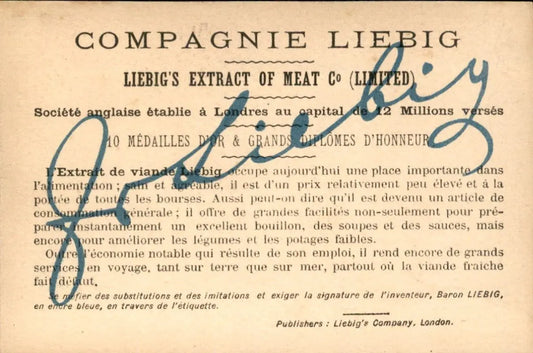 COMPAGNIE LIEBIG
LIEBIG'S EXTRACT OF MEAT Co (LIMITED)
Société anglaise établie à Londres au capital de 12 Millions versés
10 MÉDAILLES D'OR & GRANDS DIPLOMES D'HONNEUR
J. v Liebig
L'Extrait de viande Liebig occupe aujourd'hui une place importante dans
l'alimentation; sain et agréable, il est d'un prix relativement peu élevé et à la
portée de toutes les bourses. Aussi peut-on dire qu'il est devenu un article de
consommation générale; il offre de grandes facilités non-seulement pour pré-
parer instantanément un excellent bouillon, des soupes et des sauces, mais
encore pour améliorer les légumes et les potages faibles.
Outre l'économie notable qui résulte de son emploi, il rend encore de grands
services en voyage, tant sur terre que sur mer, partout où la viande fraîche
fait défaut.
Se méfier des substitutions et des imitations et exiger la signature de l'inventeur, Baron LIEBIG,
en encre bleue, en travers de l'étiquette.
Publishers : Liebig's Company, London.